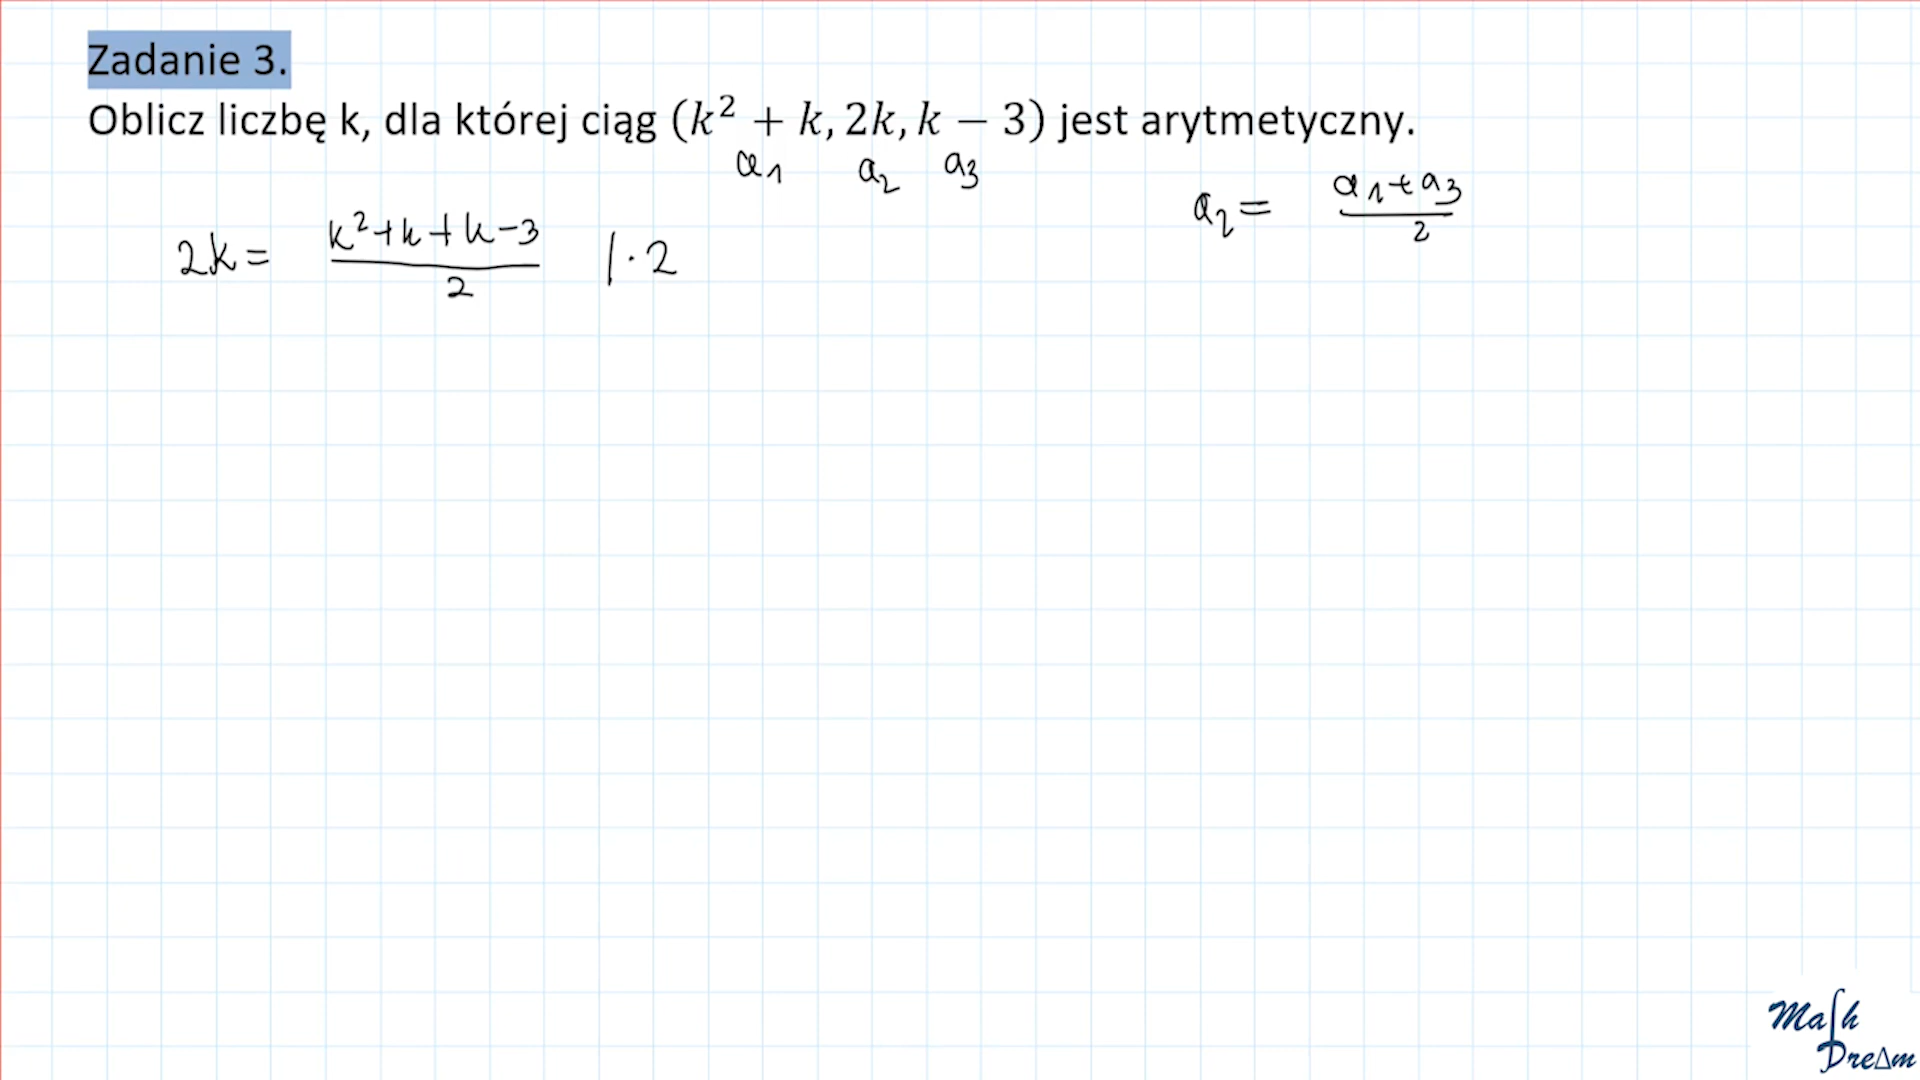 Zadanie 3.
Oblicz liczbę k, dla której ciąg (k² + k, 2k, k − 3) jest arytmetyczny.
a₁ a₂ a₃
a₂ = (a₁+a₃)/2
2k = (k²+k+k-3)/2 |·2
Math
Dream